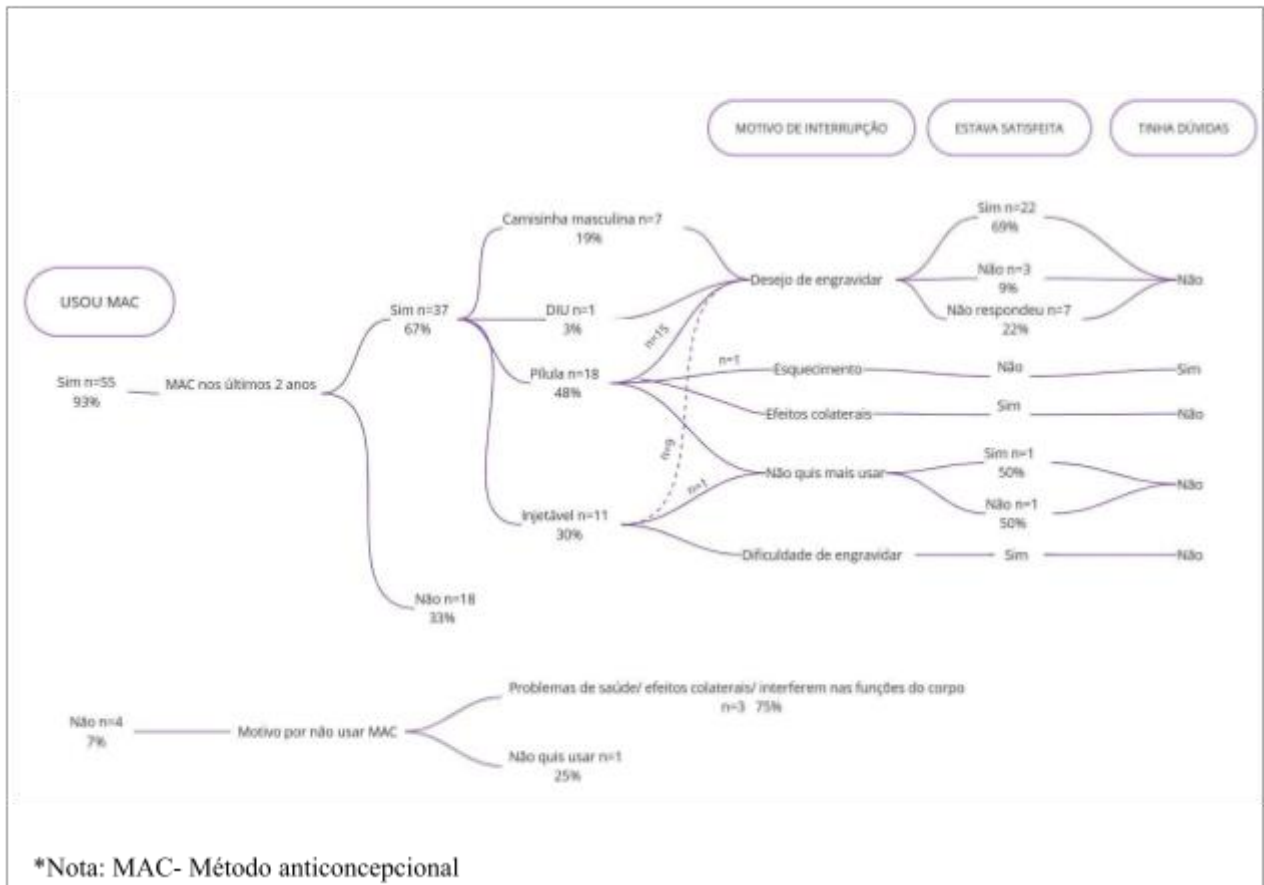 MOTIVO DE INTERRUPÇÃO
ESTAVA SATISFEITA
TINHA DÚVIDAS
USOU MAC
Sim n=55
93%
MAC nos últimos 2 anos
Sim n=37
67%
Não n=18
33%
Camisinha masculina n=7
19%
DIU n=1
3%
Pílula n=18
48%
Injetável n=11
30%
n=15
n=1
n=9
n=1
Desejo de engravidar
Sim n=22
69%
Não n=3
9%
Não respondeu n=7
22%
Não
Esquecimento
Não
Sim
Efeitos colaterais
Sim
Não
Não quis mais usar
Sim n=1
50%
Não n=1
50%
Não
Dificuldade de engravidar
Sim
Não
Não n=4
7%
Motivo por não usar MAC
Problemas de saúde/ efeitos colaterais/ interferem nas funções do corpo
n=3 75%
Não quis usar n=1
25%
*Nota: MAC- Método anticoncepcional